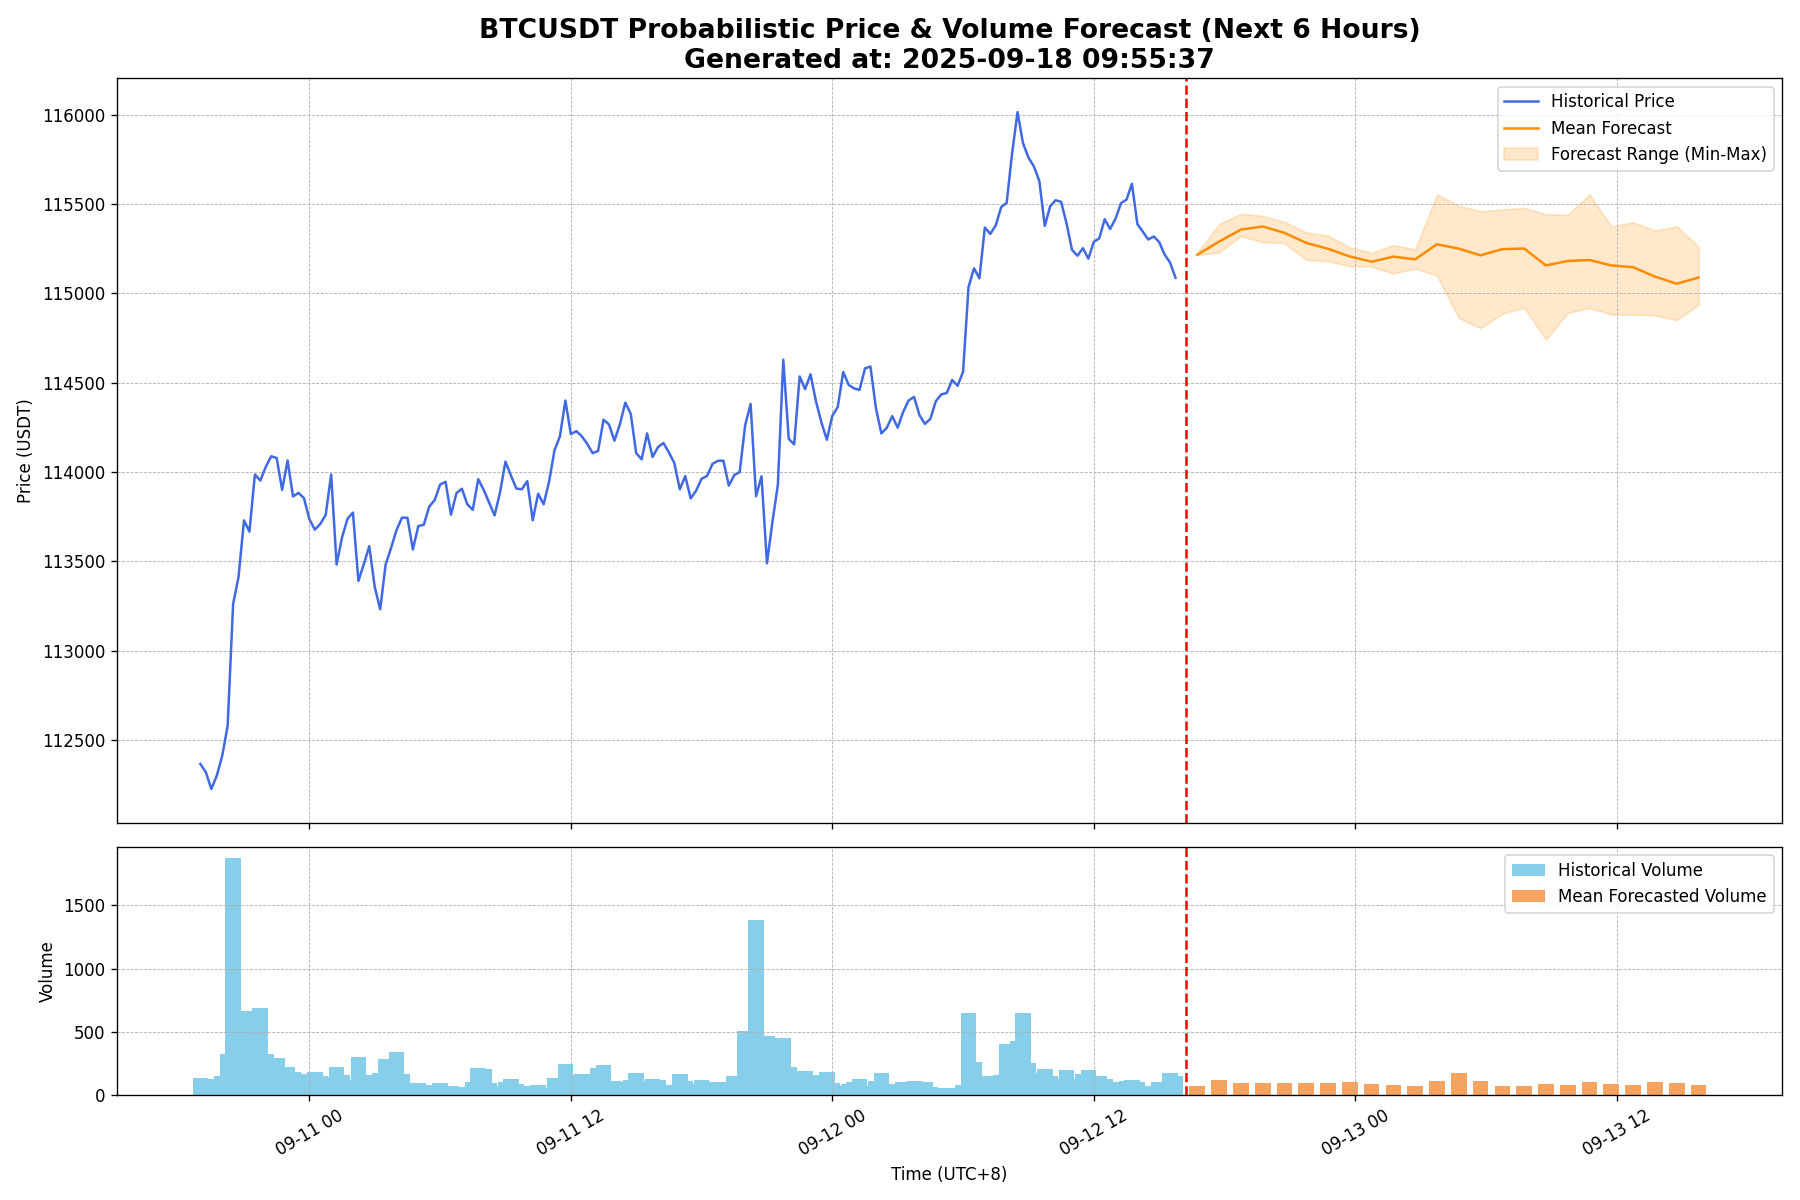 BTCUSDT Probabilistic Price & Volume Forecast (Next 6 Hours)
Generated at: 2025-09-18 09:55:37
Price (USDT)
116000
115500
115000
114500
114000
113500
113000
112500
Historical Price
Mean Forecast
Forecast Range (Min-Max)
Volume
1500
1000
500
0
Historical Volume
Mean Forecasted Volume
09-11 00
09-11 12
09-12 00
09-12 12
09-13 00
09-13 12
Time (UTC+8)